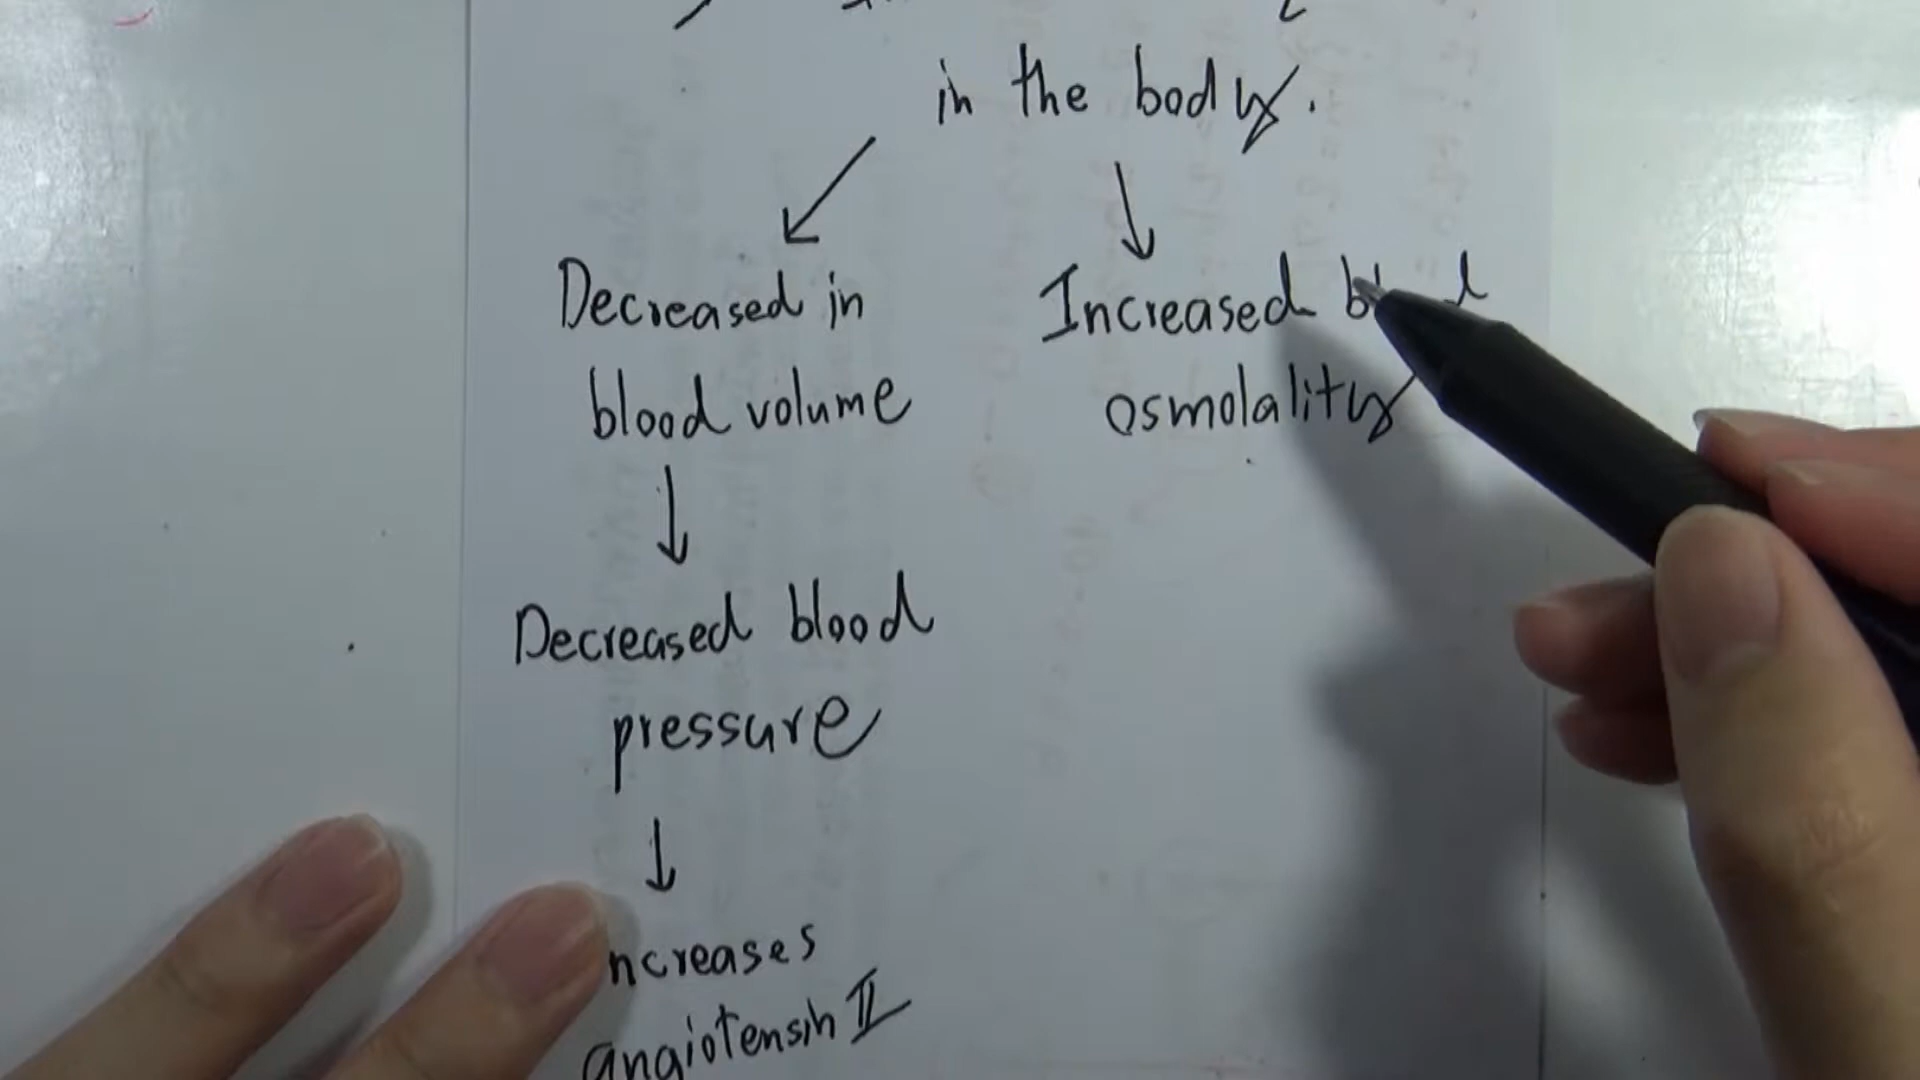 in the body.
Decreased in
blood volume
Increased
osmolality
Decreased blood
pressure
ncreases
angiotensin II